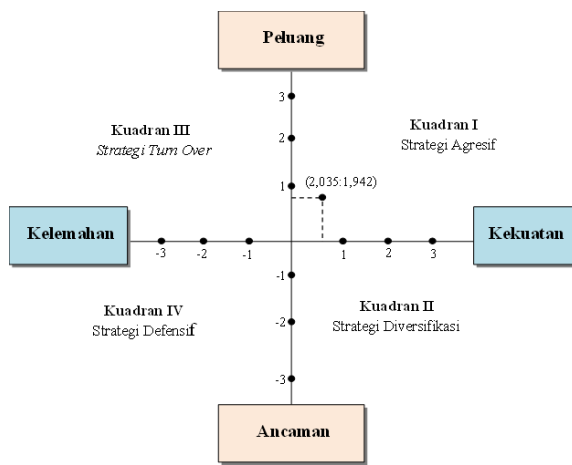 Peluang
3
Kuadran III
Strategi Turn Over
2
Kuadran I
Strategi Agresif
1
(2,035:1,942)
Kelemahan
Kekuatan
-3 -2 -1 1 2 3
-1
Kuadran IV
Strategi Defensif
Kuadran II
Strategi Diversifikasi
-2
-3
Ancaman